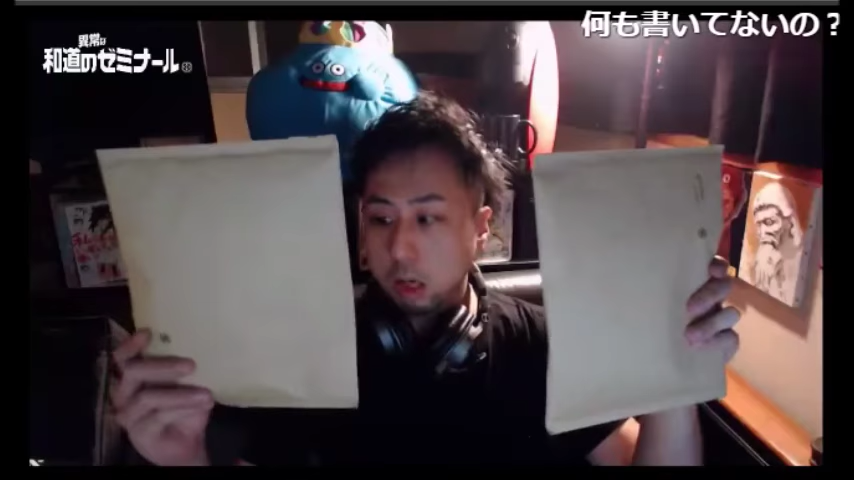 何も書いてないの？
異常な
和道のゼミナール